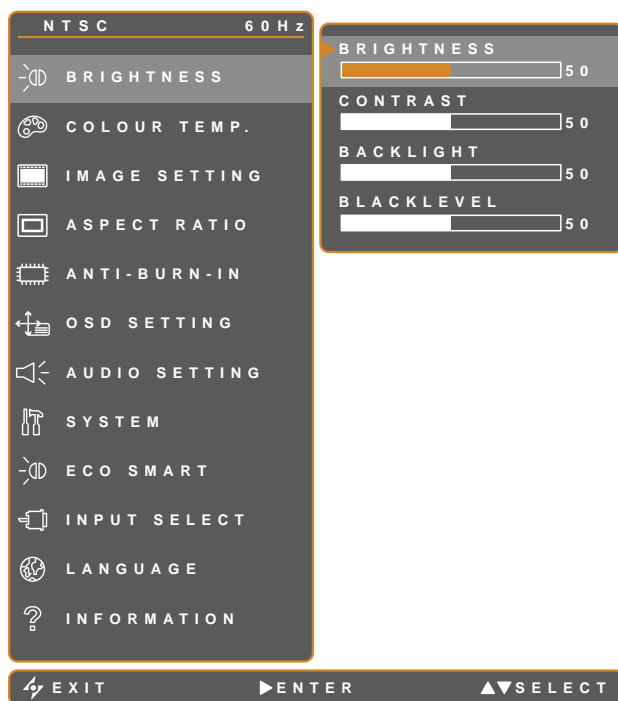 NTSC 60Hz
BRIGHTNESS
COLOUR TEMP.
IMAGE SETTING
ASPECT RATIO
ANTI-BURN-IN
OSD SETTING
AUDIO SETTING
SYSTEM
ECO SMART
INPUT SELECT
LANGUAGE
INFORMATION
BRIGHTNESS
50
CONTRAST
50
BACKLIGHT
50
BLACKLEVEL
50
EXIT ▶ENTER ▲▼SELECT